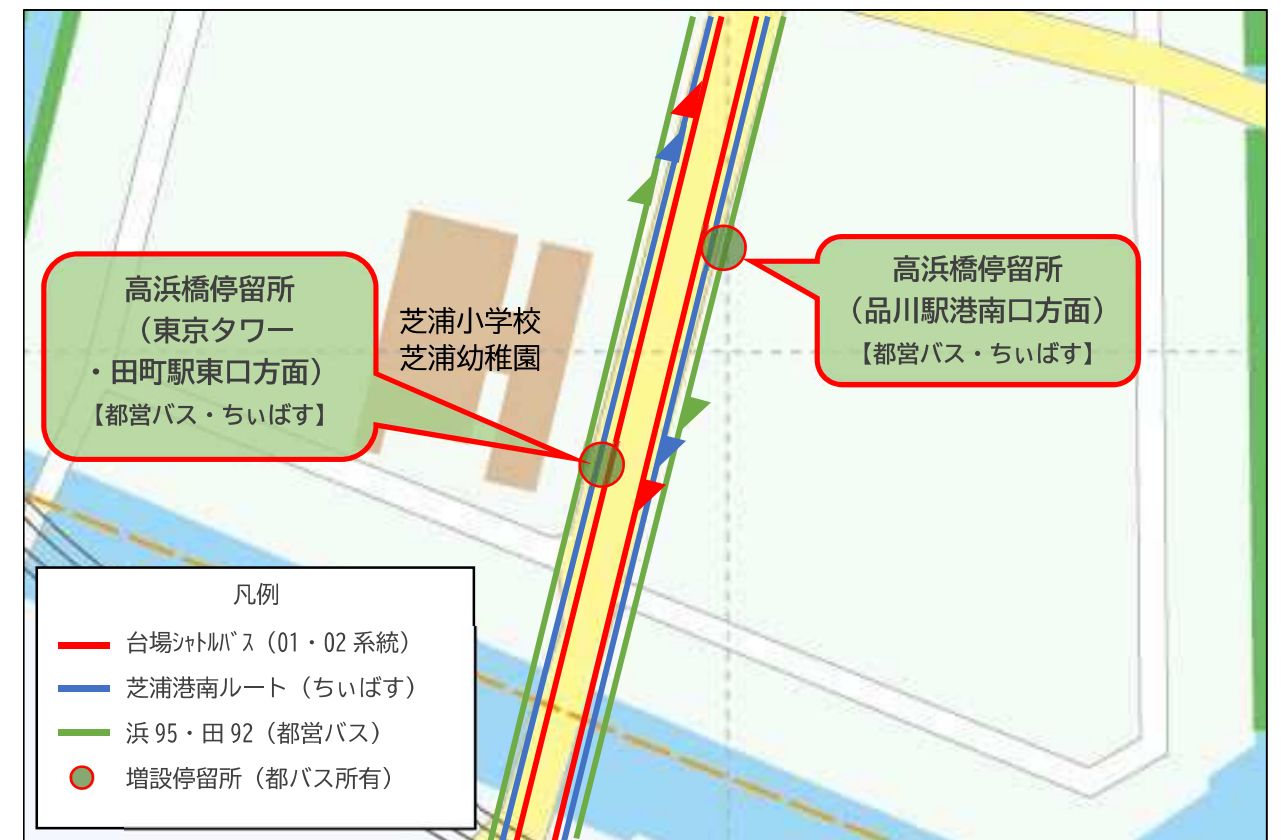 高浜橋停留所
（東京タワー
・田町駅東口方面）
【都営バス・ちぃばす】
芝浦小学校
芝浦幼稚園
高浜橋停留所
（品川駅港南口方面）
【都営バス・ちぃばす】
凡例
台場ｼｬﾄﾙﾊﾞｽ（01・02 系統）
芝浦港南ルート（ちぃばす）
浜 95・田 92（都営バス）
増設停留所（都バス所有）